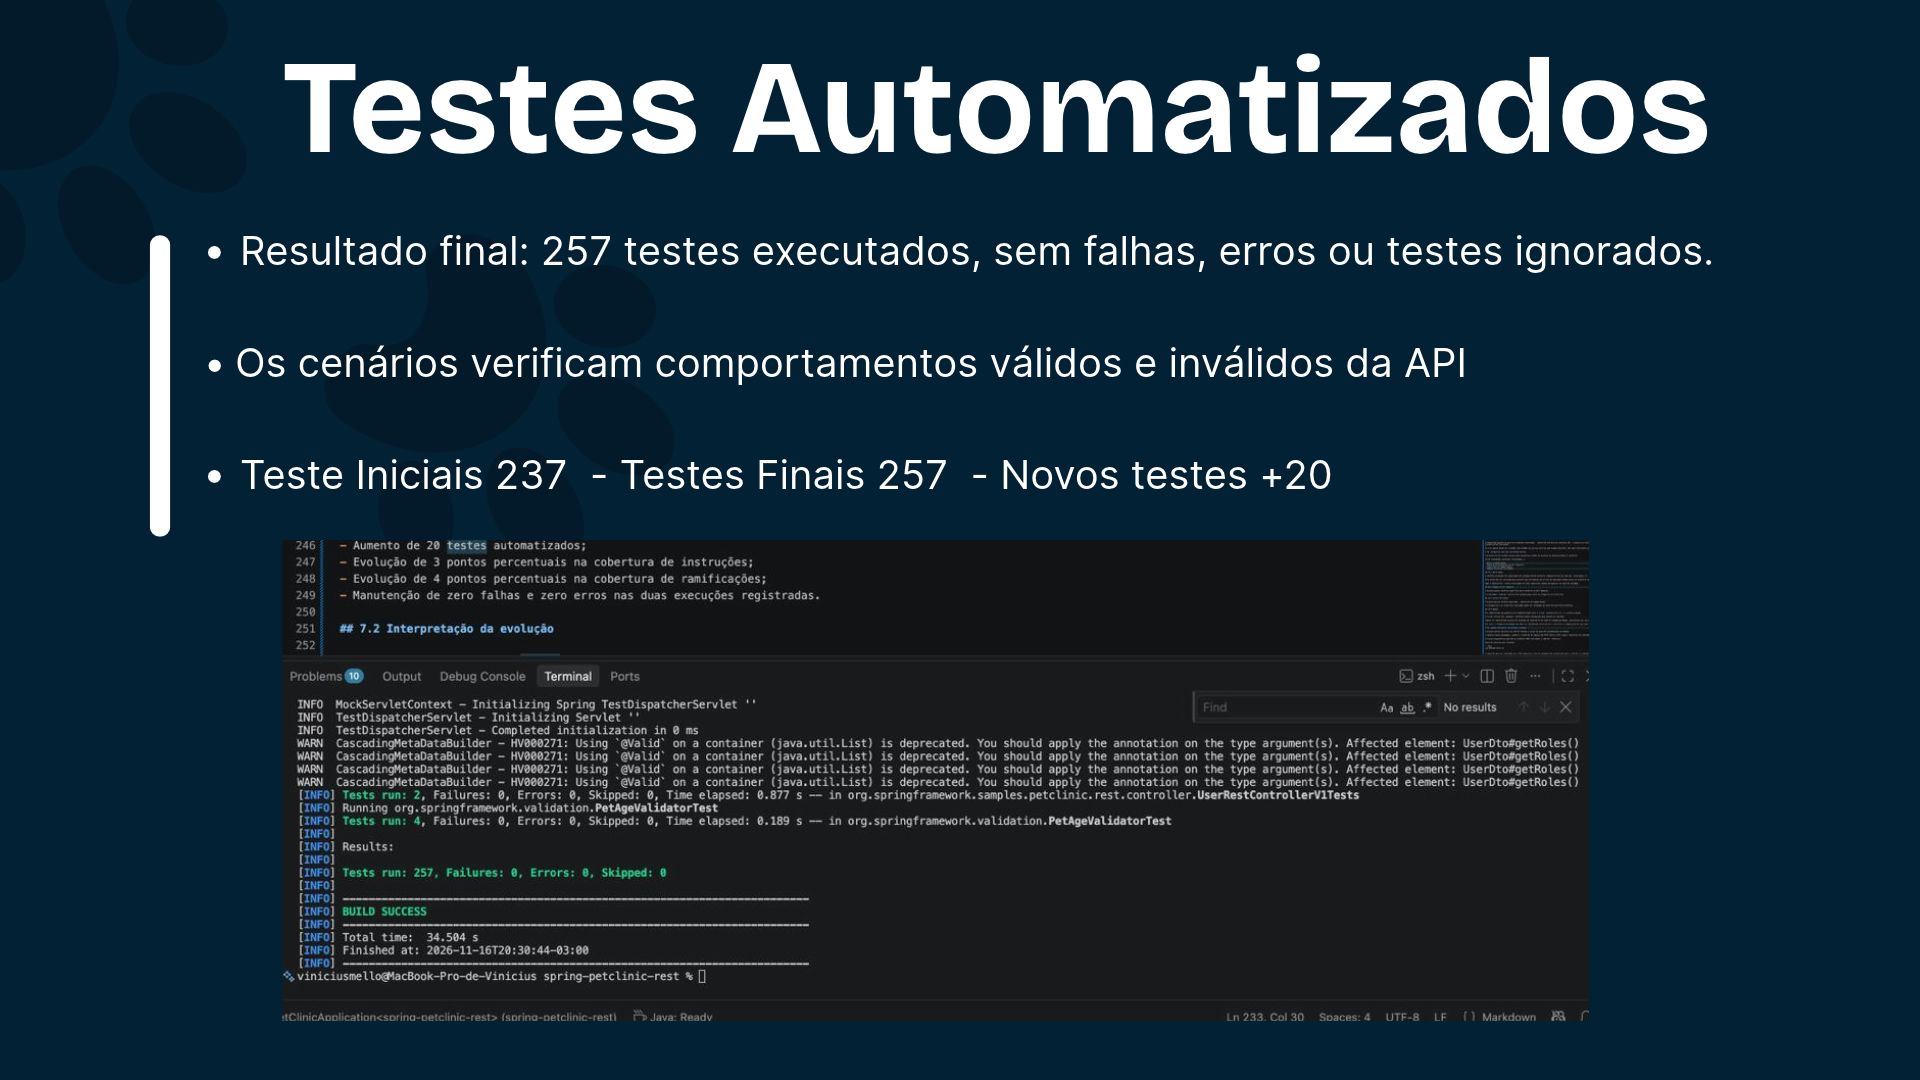 Testes Automatizados
• Resultado final: 257 testes executados, sem falhas, erros ou testes ignorados.
• Os cenários verificam comportamentos válidos e inválidos da API
• Teste Iniciais 237 - Testes Finais 257 - Novos testes +20
246 - Aumento de 20 testes automatizados;
247 - Evolução de 3 pontos percentuais na cobertura de instruções;
248 - Evolução de 4 pontos percentuais na cobertura de ramificações;
249 - Manutenção de zero falhas e zero erros nas duas execuções registradas.
250
251 ## 7.2 Interpretação da evolução
252
Problems 10 Output Debug Console Terminal Ports zsh
Find Aa ab .* No results
INFO MockServletContext – Initializing Spring TestDispatcherServlet ''
INFO TestDispatcherServlet – Initializing Servlet ''
INFO TestDispatcherServlet – Completed initialization in 0 ms
WARN CascadingMetaDataBuilder – HV000271: Using `@Valid` on a container (java.util.List) is deprecated. You should apply the annotation on the type argument(s). Affected element: UserDto#getRoles()
WARN CascadingMetaDataBuilder – HV000271: Using `@Valid` on a container (java.util.List) is deprecated. You should apply the annotation on the type argument(s). Affected element: UserDto#getRoles()
WARN CascadingMetaDataBuilder – HV000271: Using `@Valid` on a container (java.util.List) is deprecated. You should apply the annotation on the type argument(s). Affected element: UserDto#getRoles()
WARN CascadingMetaDataBuilder – HV000271: Using `@Valid` on a container (java.util.List) is deprecated. You should apply the annotation on the type argument(s). Affected element: UserDto#getRoles()
[INFO] Tests run: 2, Failures: 0, Errors: 0, Skipped: 0, Time elapsed: 0.877 s -- in org.springframework.samples.petclinic.rest.controller.UserRestControllerV1Tests
[INFO] Running org.springframework.validation.PetAgeValidatorTest
[INFO] Tests run: 4, Failures: 0, Errors: 0, Skipped: 0, Time elapsed: 0.189 s -- in org.springframework.validation.PetAgeValidatorTest
[INFO]
[INFO] Results:
[INFO]
[INFO] Tests run: 257, Failures: 0, Errors: 0, Skipped: 0
[INFO]
[INFO] ------------------------------------------------------------------------
[INFO] BUILD SUCCESS
[INFO] ------------------------------------------------------------------------
[INFO] Total time: 34.504 s
[INFO] Finished at: 2026-11-16T20:30:44-03:00
[INFO] ------------------------------------------------------------------------
viniciusmello@MacBook-Pro-de-Vinicius spring-petclinic-rest %
etClinicApplication<spring-petclinic-rest> (spring-petclinic-rest) Java: Ready Ln 233, Col 30 Spaces: 4 UTF-8 LF { } Markdown